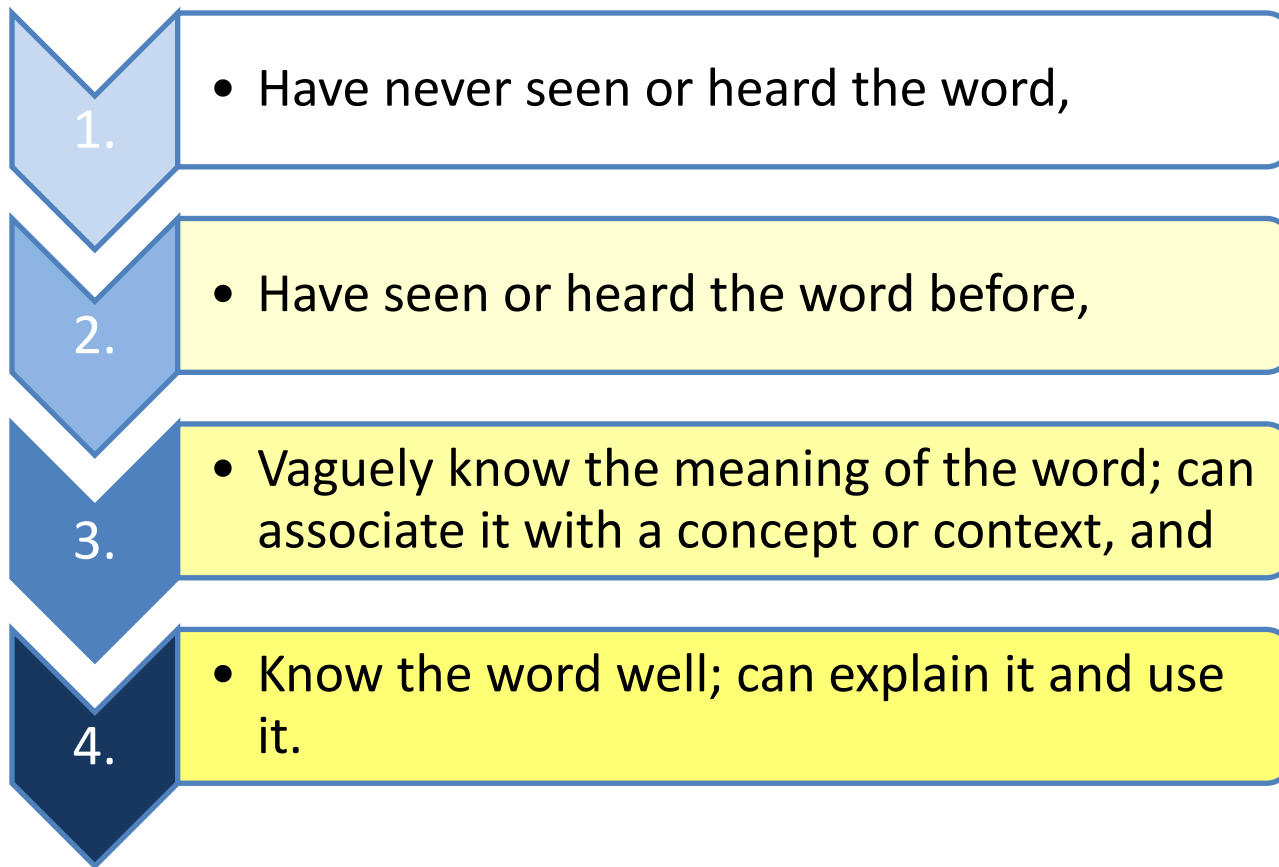 1.
• Have never seen or heard the word,
2.
• Have seen or heard the word before,
3.
• Vaguely know the meaning of the word; can
associate it with a concept or context, and
4.
• Know the word well; can explain it and use
it.